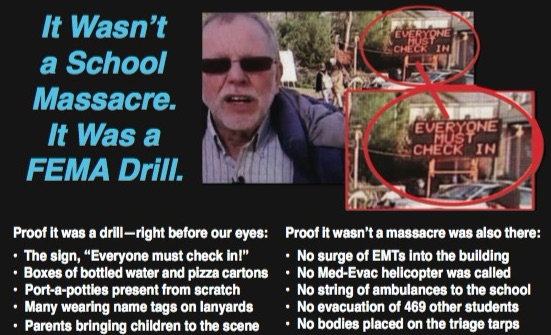 It Wasn't
a School
Massacre.
It Was a
FEMA Drill.
EVERYONE
MUST
CHECK IN
EVERYONE
MUST
CHECK IN
Proof it was a drill—right before our eyes:
• The sign, “Everyone must check in!”
• Boxes of bottled water and pizza cartons
• Port-a-potties present from scratch
• Many wearing name tags on lanyards
• Parents bringing children to the scene
Proof it wasn't a massacre was also there:
• No surge of EMTs into the building
• No Med-Evac helicopter was called
• No string of ambulances to the school
• No evacuation of 469 other students
• No bodies placed on the triage tarps